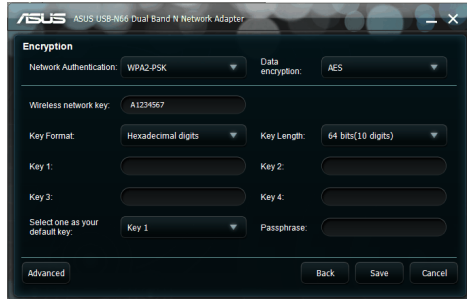 ASUS ASUS USB-N66 Dual Band N Network Adapter
Encryption
Network Authentication: WPA2-PSK Data encryption: AES
Wireless network key: A1234567
Key Format: Hexadecimal digits Key Length: 64 bits(10 digits)
Key 1: Key 2:
Key 3: Key 4:
Select one as your default key: Key 1 Passphrase:
Advanced Back Save Cancel